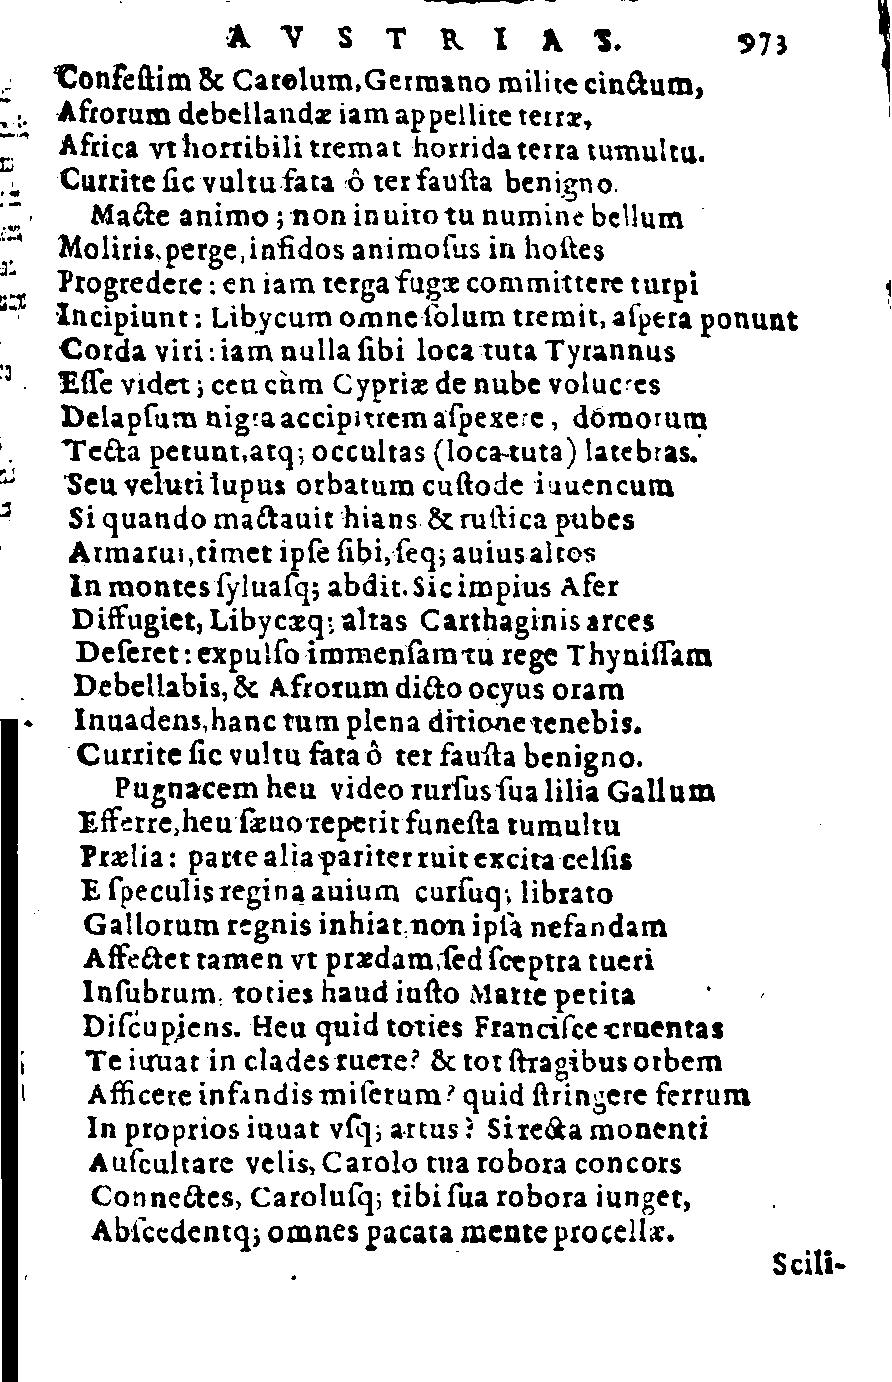 AVSTRIAS. 973
Confeſtim & Carolum, Germano milite cinctum,
Afrorum debellandæ iam appellite terræ,
Africa vt horribili tremat horrida terra tumultu.
Currite ſic vultu fata ô ter fauſta benigno.
Macte animo; non inuito tu numine bellum
Moliris, perge, infidos animoſus in hoſtes
Progredere: en iam terga fugæ committere turpi
Incipiunt: Libycum omne ſolum tremit, aſpera ponunt
Corda viri: iam nulla ſibi loca tuta Tyrannus
Eſſe videt; ceu cùm Cypriæ de nube volucres
Delapſum nigra accipitrem aſpexere, domorum
Tecta petunt, atq; occultas (loca tuta) latebras.
Seu veluti lupus orbatum cuſtode iuuencum
Si quando mactauit hians & ruſtica pubes
Armatur, timet ipſe ſibi, ſeq; auius altos
In montes ſyluaſq; abdit. Sic impius Afer
Diffugiet, Libycæq; altas Carthaginis arces
Deſeret: expulſo immenſam tu rege Thyniſſam
Debellabis, & Afrorum dicto ocyus oram
Inuadens, hanc tum plena ditione tenebis.
Currite ſic vultu fata ô ter fauſta benigno.
Pugnacem heu video rurſus ſua lilia Gallum
Efferre, heu ſæuo reperit funeſta tumultu
Prælia: parte alia pariter ruit excita celſis
E ſpeculis regina auium curſuq; librato
Gallorum regnis inhiat, non ipſa nefandam
Affectet tamen vt prædam, ſed ſceptra tueri
Inſubrum, toties haud iuſto Marte petita
Diſcupiens. Heu quid toties Franciſce cruentas
Te iuuat in clades ruere? & tot ſtragibus orbem
Afficere infandis miſerum? quid ſtringere ferrum
In proprios iuuat vſq; artus? Si recta monenti
Auſcultare velis, Carolo tua robora concors
Connectes, Caroluſq; tibi ſua robora iunget,
Abſcedentq; omnes pacata mente procellæ.
Scili-